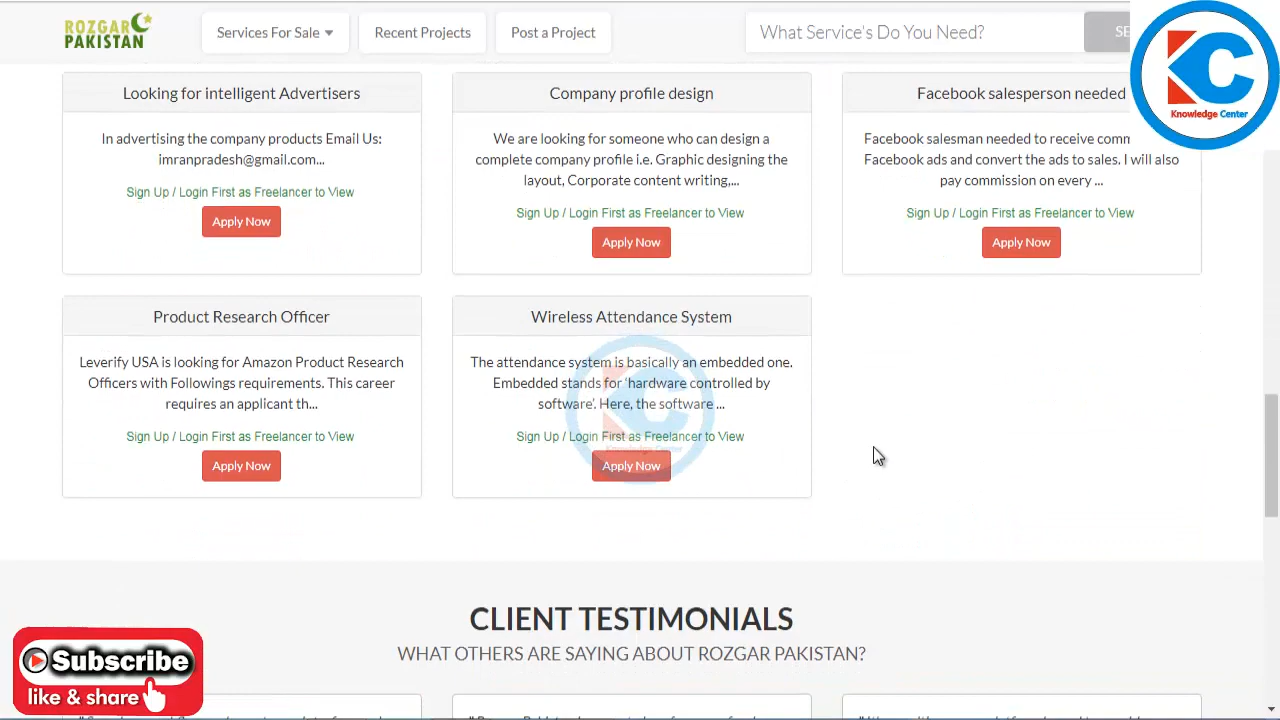 ROZGAR
PAKISTAN
Services For Sale
Recent Projects
Post a Project
What Service's Do You Need?
KC
Knowledge Center
Looking for intelligent Advertisers
In advertising the company products Email Us:
imranpradesh@gmail.com...
Sign Up / Login First as Freelancer to View
Apply Now
Company profile design
We are looking for someone who can design a
complete company profile i.e. Graphic designing the
layout, Corporate content writing,...
Sign Up / Login First as Freelancer to View
Apply Now
Facebook salesperson needed
Facebook salesman needed to receive
Facebook ads and convert the ads to sales. I will also
pay commission on every ...
Sign Up / Login First as Freelancer to View
Apply Now
Product Research Officer
Leverify USA is looking for Amazon Product Research
Officers with Followings requirements. This career
requires an applicant th...
Sign Up / Login First as Freelancer to View
Apply Now
Wireless Attendance System
The attendance system is basically an embedded one.
Embedded stands for ‘hardware controlled by
software’. Here, the software ...
Sign Up / Login First as Freelancer to View
Apply Now
KC
Knowledge Center
CLIENT TESTIMONIALS
WHAT OTHERS ARE SAYING ABOUT ROZGAR PAKISTAN?
Subscribe
like & share